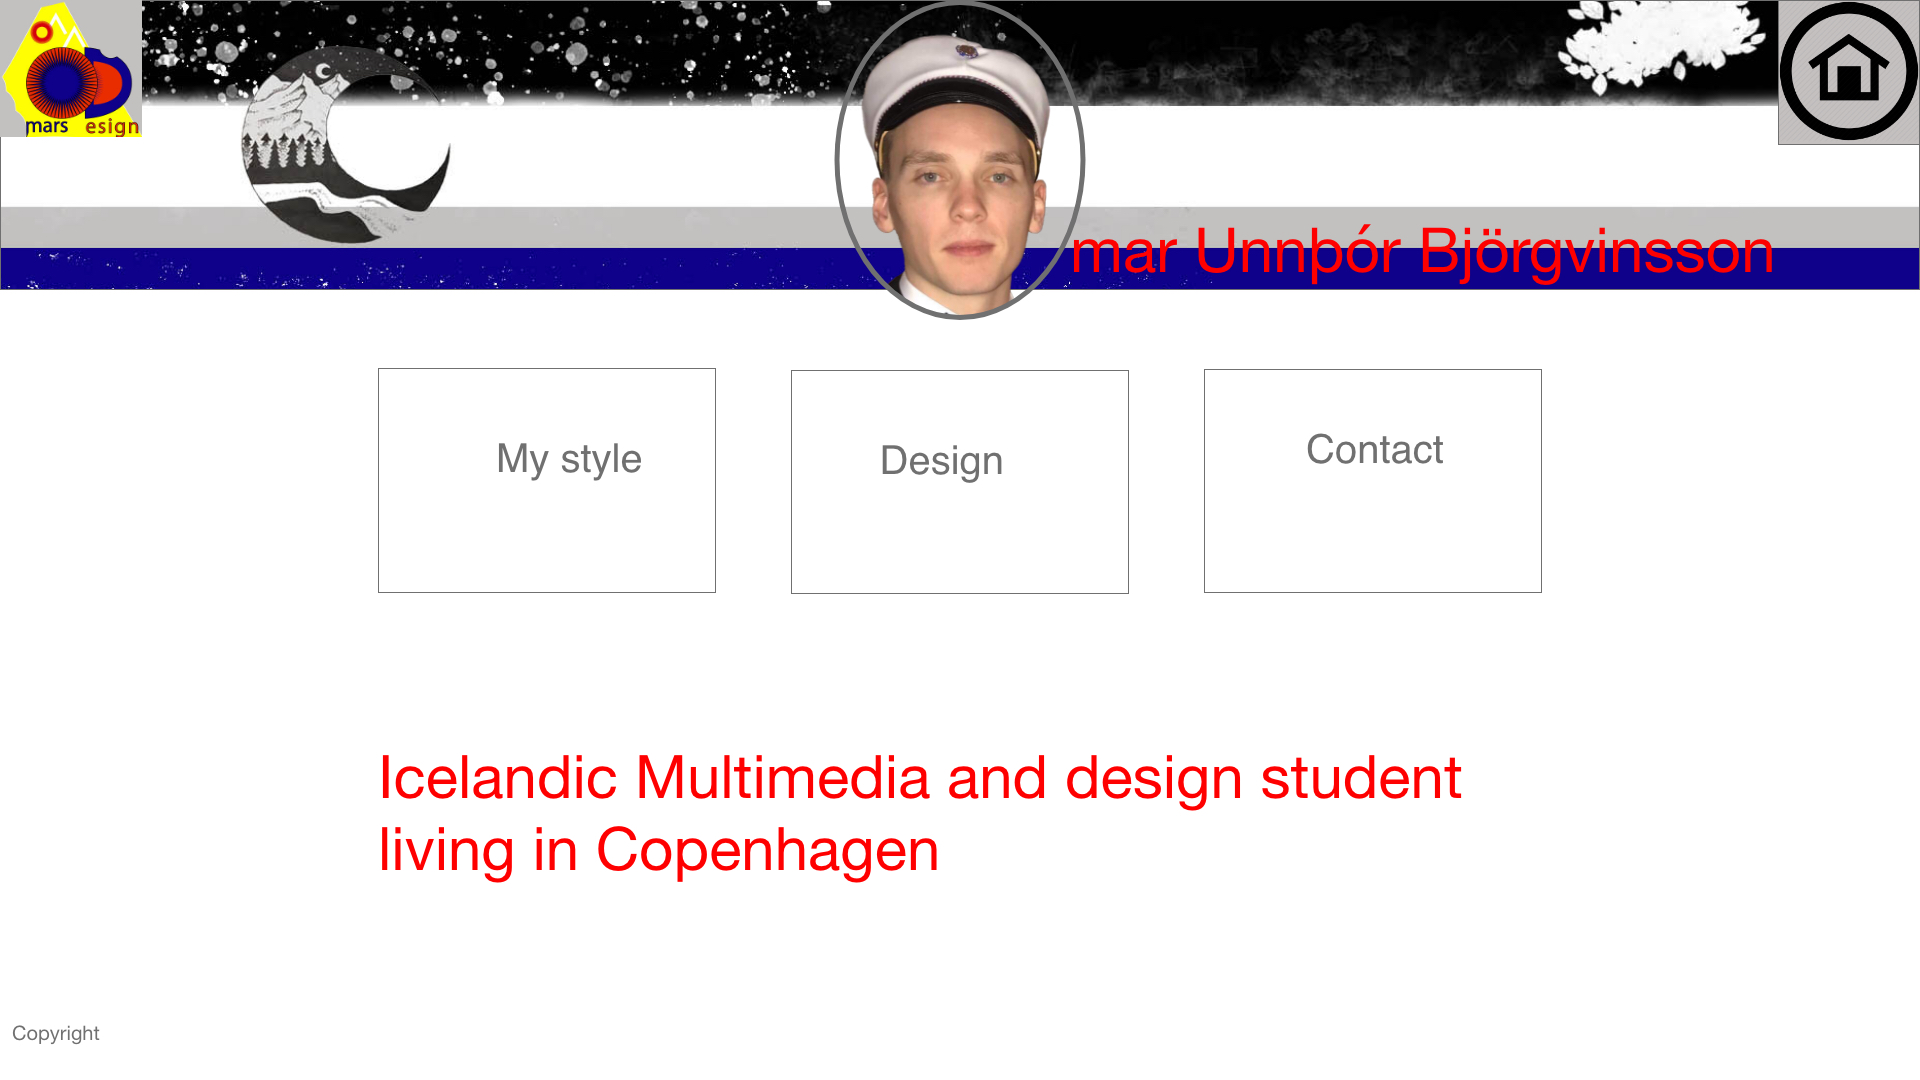 mars esign
mar Unnþór Björgvinsson
My style
Design
Contact
Icelandic Multimedia and design student
living in Copenhagen
Copyright